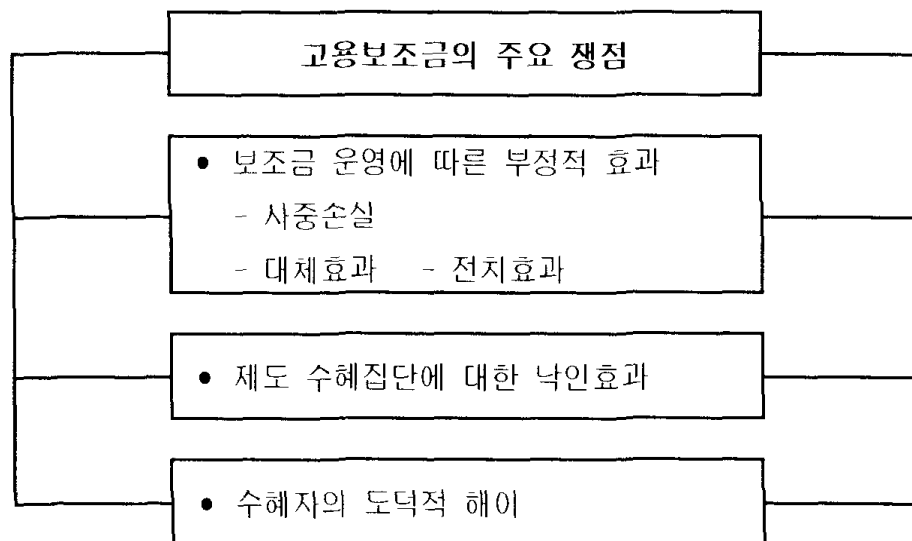 고용보조금의 주요 쟁점
• 보조금 운영에 따른 부정적 효과
- 사중손실
- 대체효과 - 전치효과
• 제도 수혜집단에 대한 낙인효과
• 수혜자의 도덕적 해이